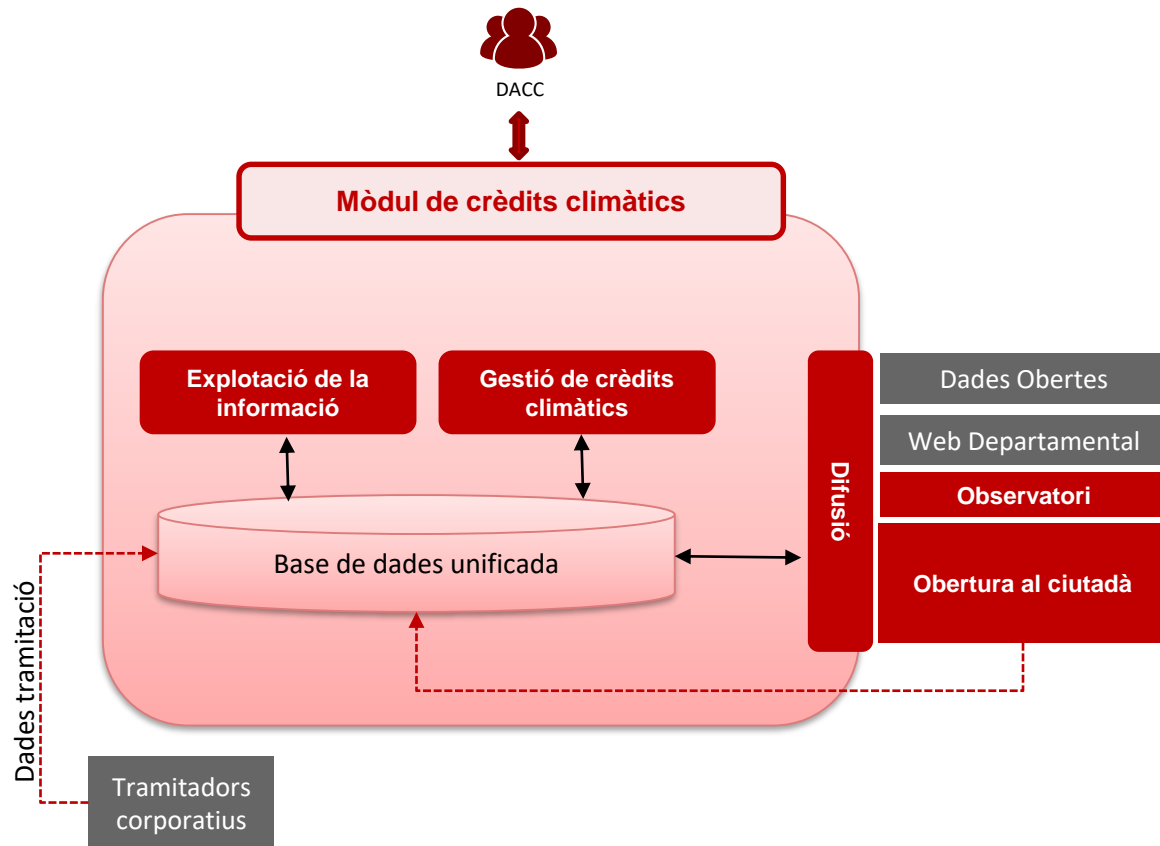 DACC
Mòdul de crèdits climàtics
Explotació de la
informació
Gestió de crèdits
climàtics
Difusió
Dades Obertes
Web Departamental
Observatori
Obertura al ciutadà
Base de dades unificada
Dades tramitació
Tramitadors
corporatius